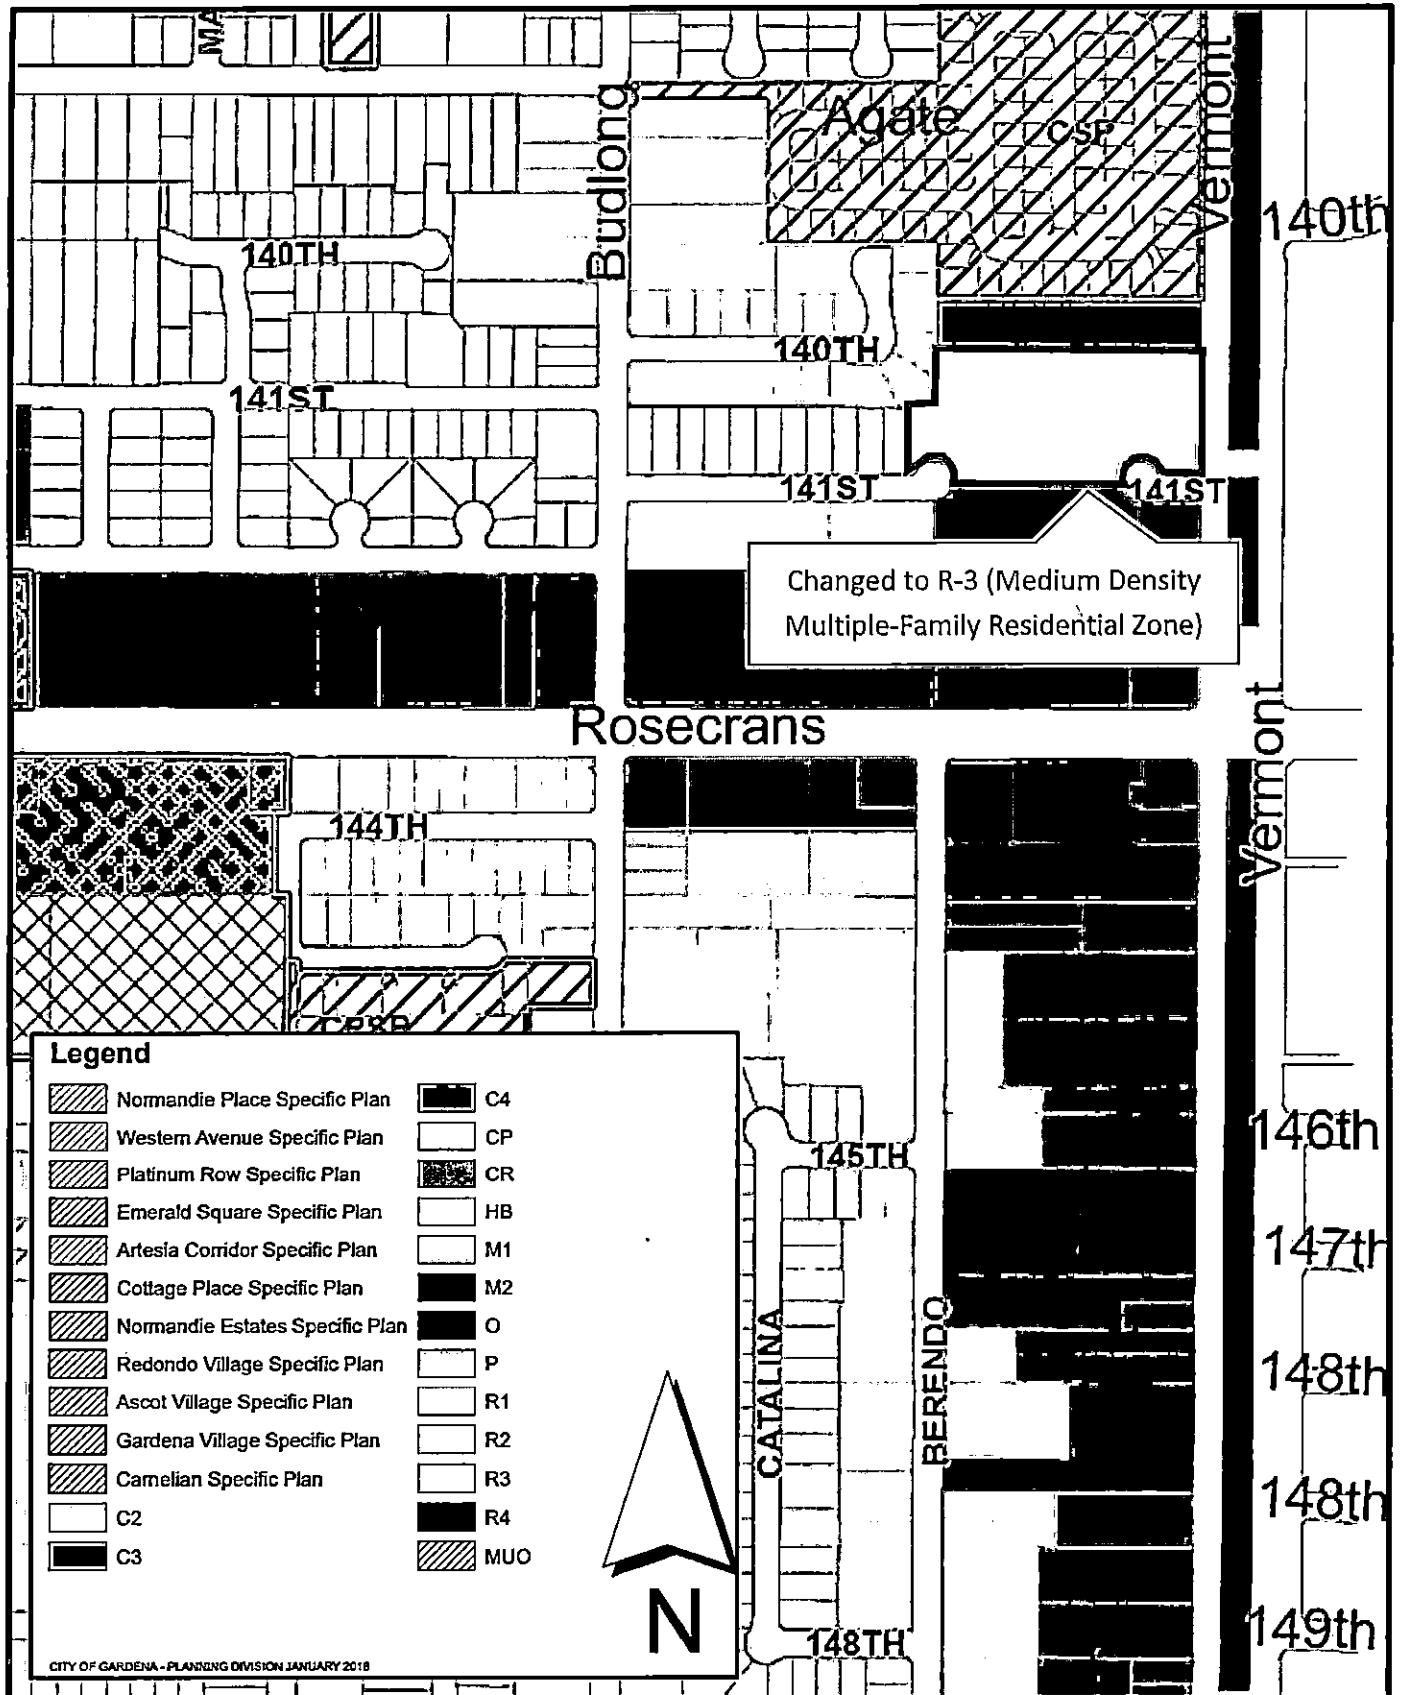 MA
Budlong
Agate
CSP
Vermont
140th
140TH
140TH
141ST
141ST
141ST
Changed to R-3 (Medium Density
Multiple-Family Residential Zone)
Rosecrans
Vermont
144TH
Legend
Normandie Place Specific Plan
Western Avenue Specific Plan
Platinum Row Specific Plan
Emerald Square Specific Plan
Artesia Corridor Specific Plan
Cottage Place Specific Plan
Normandie Estates Specific Plan
Redondo Village Specific Plan
Ascot Village Specific Plan
Gardena Village Specific Plan
Carnelian Specific Plan
C2
C3
C4
CP
CR
HB
M1
M2
O
P
R1
R2
R3
R4
MUO
N
CITY OF GARDENA - PLANNING DIVISION JANUARY 2018
145TH
CATALINA
BERENDO
148TH
146th
147th
148th
148th
149th